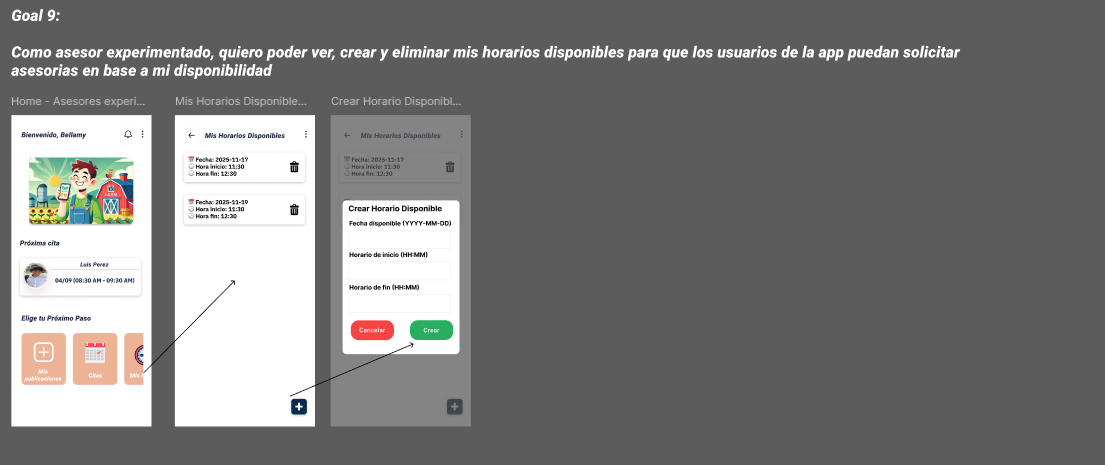 Goal 9:
Como asesor experimentado, quiero poder ver, crear y eliminar mis horarios disponibles para que los usuarios de la app puedan solicitar
asesorias en base a mi disponibilidad
Home - Asesores experi...
Mis Horarios Disponible...
Crear Horario Disponibl...
Bienvenido, Bellamy
FARM
Próxima cita
Luis Perez
04/09 (08:30 AM - 09:30 AM)
Elige tu Próximo Paso
Mis
publicaciones
Citas
Mis
Mis Horarios Disponibles
Fecha: 2025-11-17
Hora inicio: 11:30
Hora fin: 12:30
Fecha: 2025-11-19
Hora inicio: 11:30
Hora fin: 12:30
Mis Horarios Disponibles
Fecha: 2025-11-17
Hora inicio: 11:30
Hora fin: 12:30
Crear Horario Disponible
Fecha disponible (YYYY-MM-DD)
Horario de inicio (HH:MM)
Horario de fin (HH:MM)
Cancelar
Crear